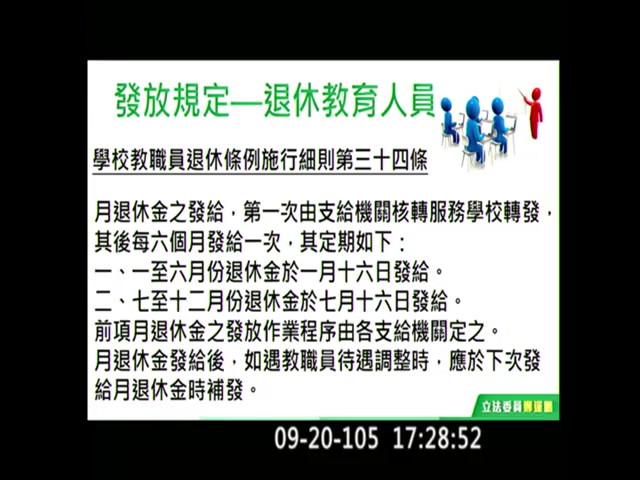 發放規定—退休教育人員
學校教職員退休條例施行細則第三十四條
月退休金之發給，第一次由支給機關核轉服務學校轉發，
其後每六個月發給一次，其定期如下：
一、一至六月份退休金於一月十六日發給。
二、七至十二月份退休金於七月十六日發給。
前項月退休金之發放作業程序由各支給機關定之。
月退休金發給後，如遇教職員待遇調整時，應於下次發
給月退休金時補發。
立法委員鄭運鵬
09-20-105 17:28:52